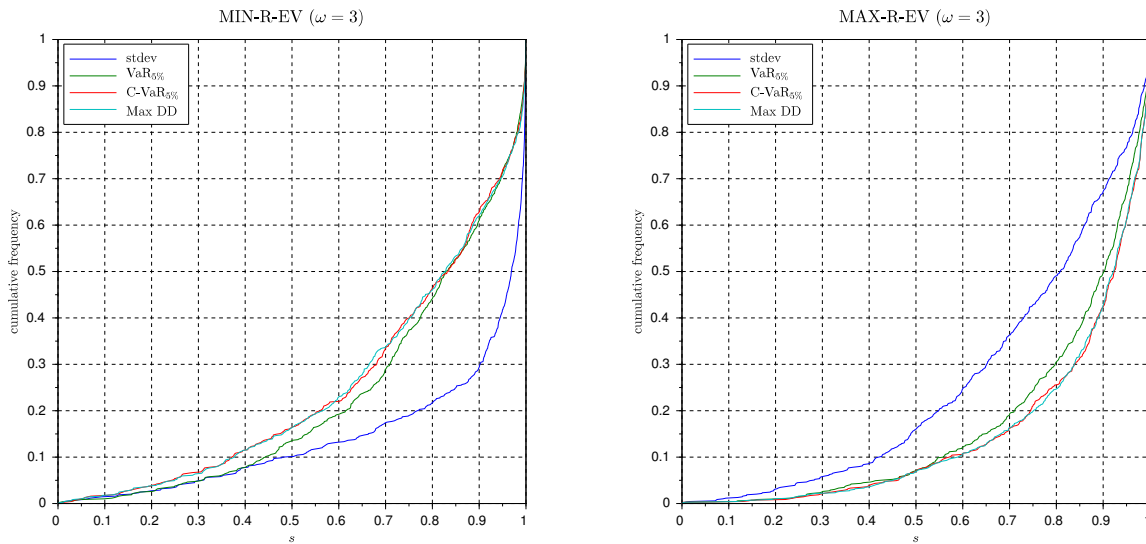 MIN-R-EV (ω = 3)
1
0.9
0.8
0.7
0.6
0.5
0.4
0.3
0.2
0.1
0
cumulative frequency
stdev
VaR5%
C-VaR5%
Max DD
0 0.1 0.2 0.3 0.4 0.5 0.6 0.7 0.8 0.9 1
s
MAX-R-EV (ω = 3)
1
0.9
0.8
0.7
0.6
0.5
0.4
0.3
0.2
0.1
0
cumulative frequency
stdev
VaR5%
C-VaR5%
Max DD
0 0.1 0.2 0.3 0.4 0.5 0.6 0.7 0.8 0.9 1
s